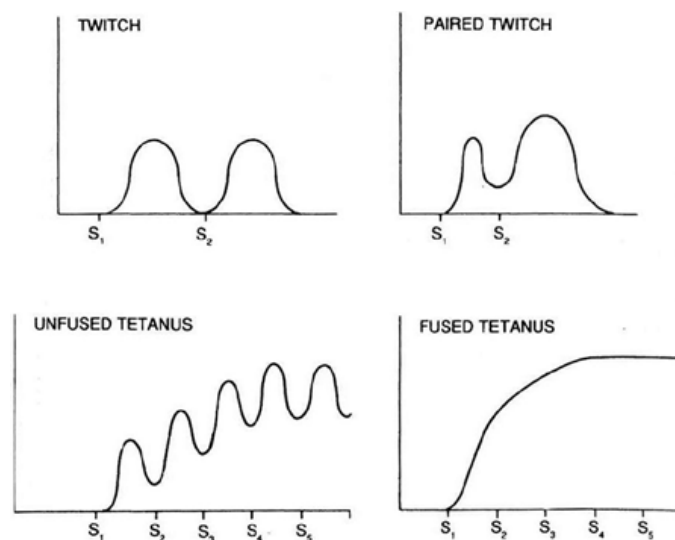 TWITCH
S₁ S₂
PAIRED TWITCH
S₁ S₂
UNFUSED TETANUS
S₁ S₂ S₃ S₄ S₅
FUSED TETANUS
S₁ S₂ S₃ S₄ S₅